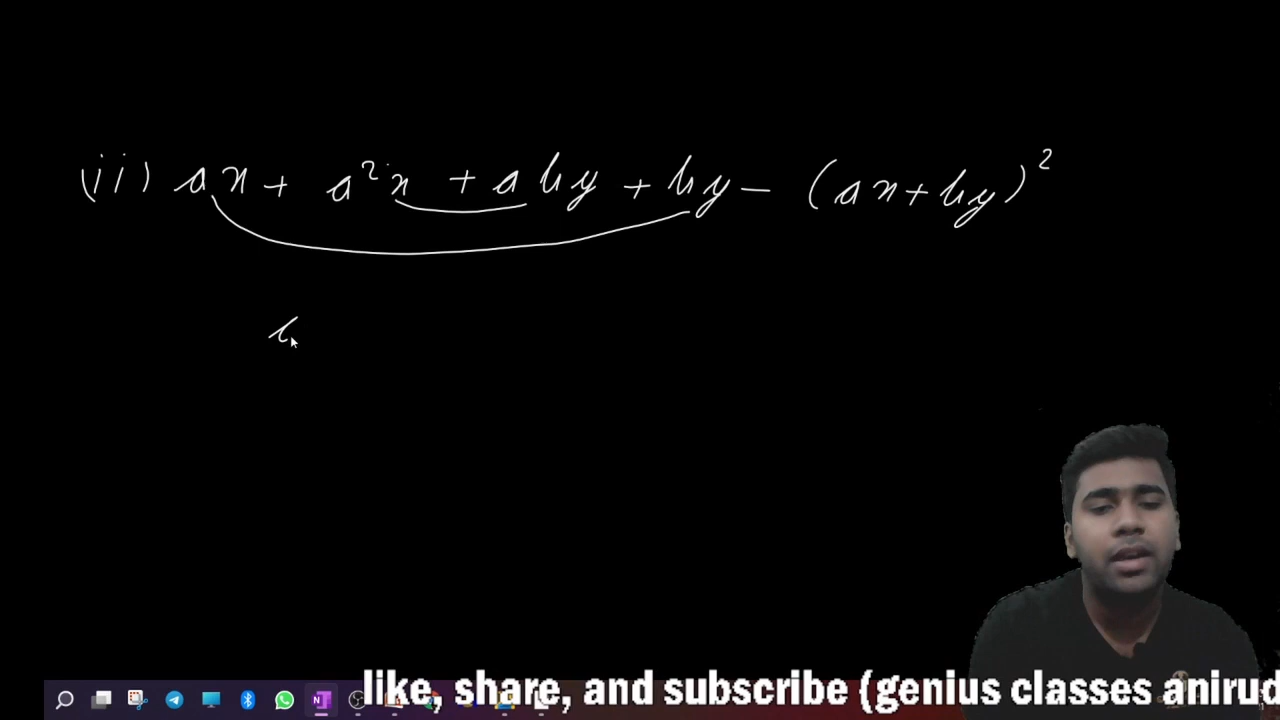 (ii) ax + a²x + aby + by - (ax + by)²
like, share, and subscribe (genius classes anirud